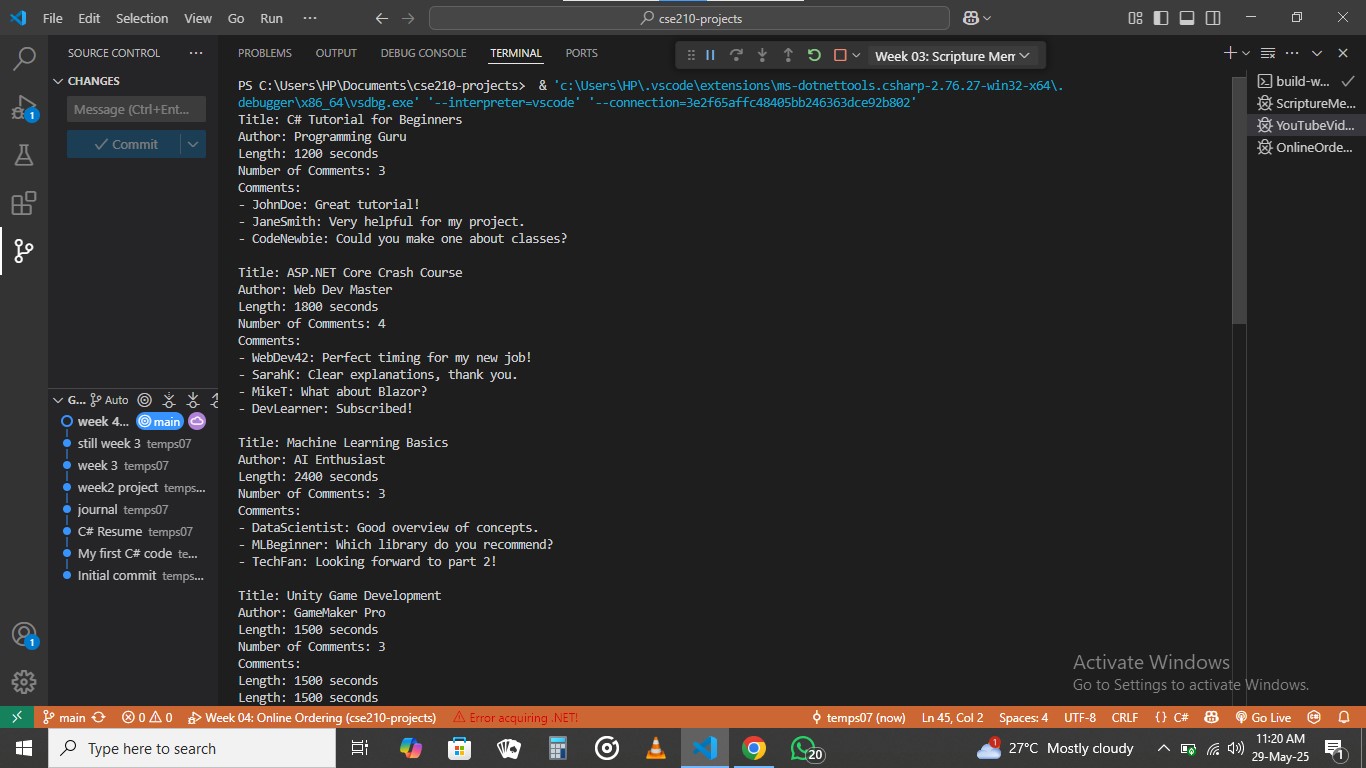 File Edit Selection View Go Run ··· cse210-projects
SOURCE CONTROL ···
CHANGES
Message (Ctrl+Ent...
Commit
G... Auto
week 4... main
still week 3 temps07
week 3 temps07
week2 project temps...
journal temps07
C# Resume temps07
My first C# code te...
Initial commit temps...
1
1
PROBLEMS OUTPUT DEBUG CONSOLE TERMINAL PORTS
Week 03: Scripture Mem
PS C:\Users\HP\Documents\cse210-projects> & 'c:\Users\HP\.vscode\extensions\ms-dotnettools.csharp-2.76.27-win32-x64\.
debugger\x86_64\vsdbg.exe' '--interpreter=vscode' '--connection=3e2f65affc48405bb246363dce92b802'
Title: C# Tutorial for Beginners
Author: Programming Guru
Length: 1200 seconds
Number of Comments: 3
Comments:
- JohnDoe: Great tutorial!
- JaneSmith: Very helpful for my project.
- CodeNewbie: Could you make one about classes?
Title: ASP.NET Core Crash Course
Author: Web Dev Master
Length: 1800 seconds
Number of Comments: 4
Comments:
- WebDev42: Perfect timing for my new job!
- SarahK: Clear explanations, thank you.
- MikeT: What about Blazor?
- DevLearner: Subscribed!
Title: Machine Learning Basics
Author: AI Enthusiast
Length: 2400 seconds
Number of Comments: 3
Comments:
- DataScientist: Good overview of concepts.
- MLBeginner: Which library do you recommend?
- TechFan: Looking forward to part 2!
Title: Unity Game Development
Author: GameMaker Pro
Length: 1500 seconds
Number of Comments: 3
Comments:
Length: 1500 seconds
Length: 1500 seconds
build-w...
ScriptureMe...
YouTubeVid...
OnlineOrde...
Activate Windows
Go to Settings to activate Windows.
main 0 0 Week 04: Online Ordering (cse210-projects) Error acquiring .NET! temps07 (now) Ln 45, Col 2 Spaces: 4 UTF-8 CRLF {} C# Go Live
Type here to search 20 1 27°C Mostly cloudy 11:20 AM
29-May-25 1